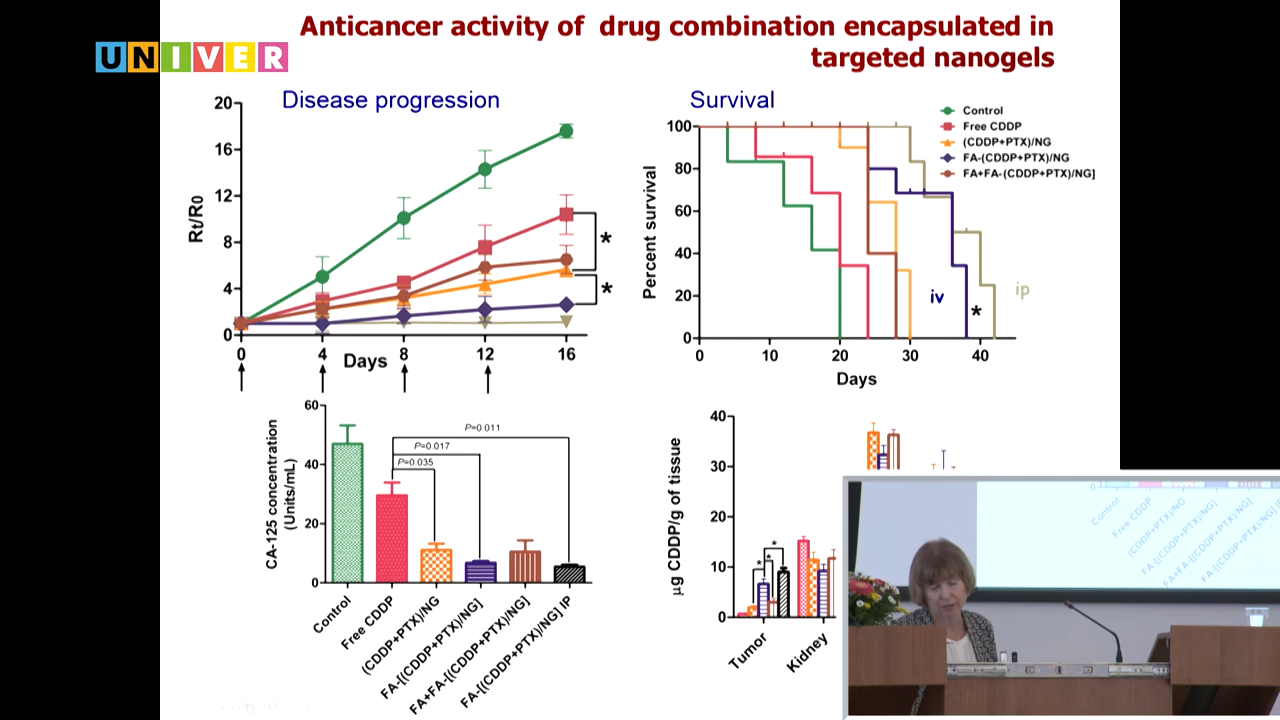 Anticancer activity of drug combination encapsulated in
targeted nanogels
UNIVER
Disease progression
20
16
12
8
4
0
Rt/R0
*
*
0 4 8 12 16
Days
Survival
Control
Free CDDP
(CDDP+PTX)/NG
FA-(CDDP+PTX)/NG
FA+FA-(CDDP+PTX)/NG]
100
80
60
40
20
0
Percent survival
iv
*
ip
0 10 20 30 40
Days
60
40
20
0
CA-125 concentration
(Units/mL)
P=0.011
P=0.017
P=0.035
Control
Free CDDP
(CDDP+PTX)/NG
FA-[(CDDP+PTX)/NG]
FA+FA-[(CDDP+PTX)/NG]
FA-[(CDDP+PTX)/NG] IP
40
30
20
10
0
µg CDDP/g of tissue
*
*
*
Tumor
Kidney
0
Control
Free CDDP
(CDDP+PTX)/NG
FA-[(CDDP+PTX)/NG]
FA+FA-[(CDDP+PTX)/NG]
FA-[(CDDP+PTX)/NG] IP